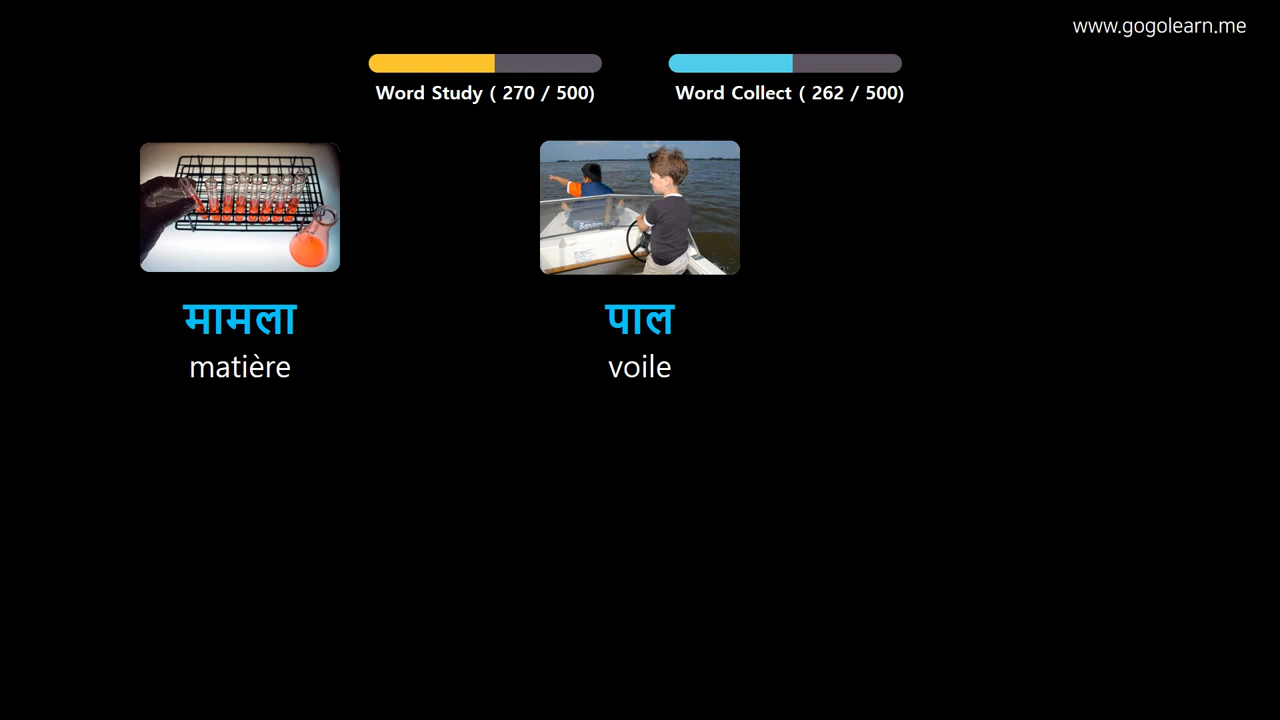 www.gogolearn.me
Word Study ( 270 / 500)
Word Collect ( 262 / 500)
मामला
matière
पाल
voile